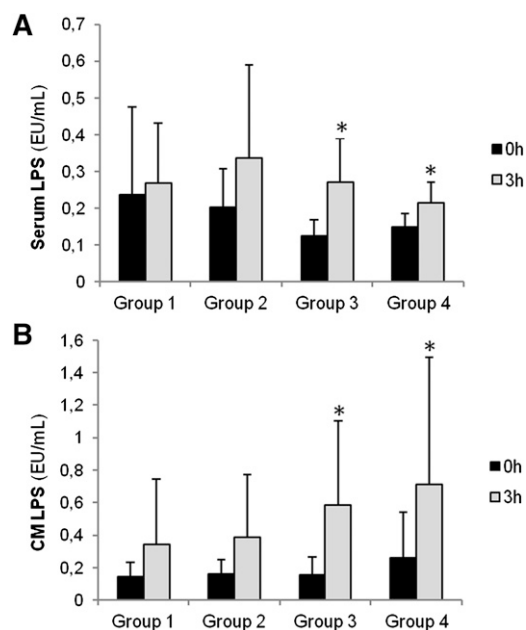 A
Serum LPS (EU/mL)
0,7
0,6
0,5
0,4
0,3
0,2
0,1
0
*
*
0h
3h
Group 1 Group 2 Group 3 Group 4
B
CM LPS (EU/mL)
1,6
1,4
1,2
1
0,8
0,6
0,4
0,2
0
*
*
0h
3h
Group 1 Group 2 Group 3 Group 4